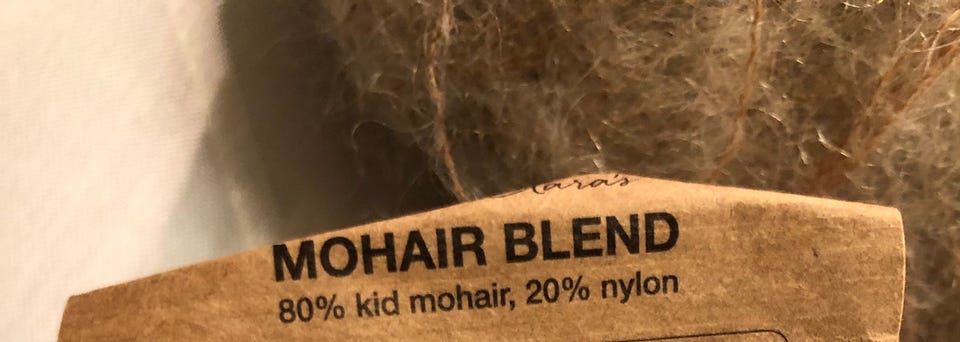 MOHAIR BLEND
80% kid mohair, 20% nylon